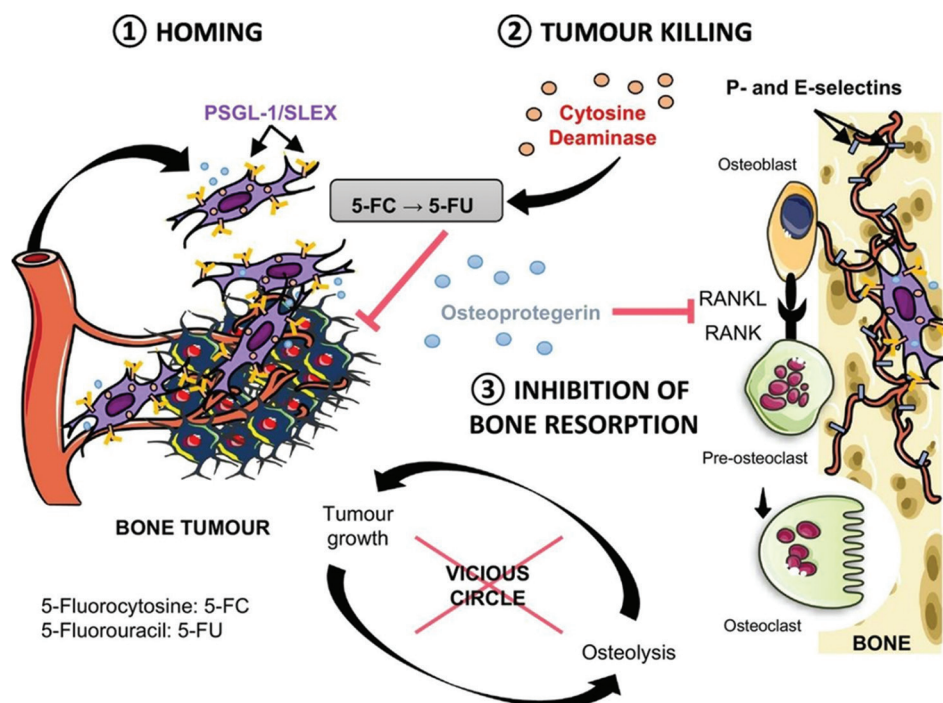 ① HOMING
② TUMOUR KILLING
PSGL-1/SLEX
Cytosine
Deaminase
P- and E-selectins
Osteoblast
5-FC → 5-FU
Osteoprotegerin
RANKL
RANK
③ INHIBITION OF
BONE RESORPTION
Pre-osteoclast
BONE TUMOUR
Tumour
growth
VICIOUS
CIRCLE
Osteolysis
Osteoclast
BONE
5-Fluorocytosine: 5-FC
5-Fluorouracil: 5-FU